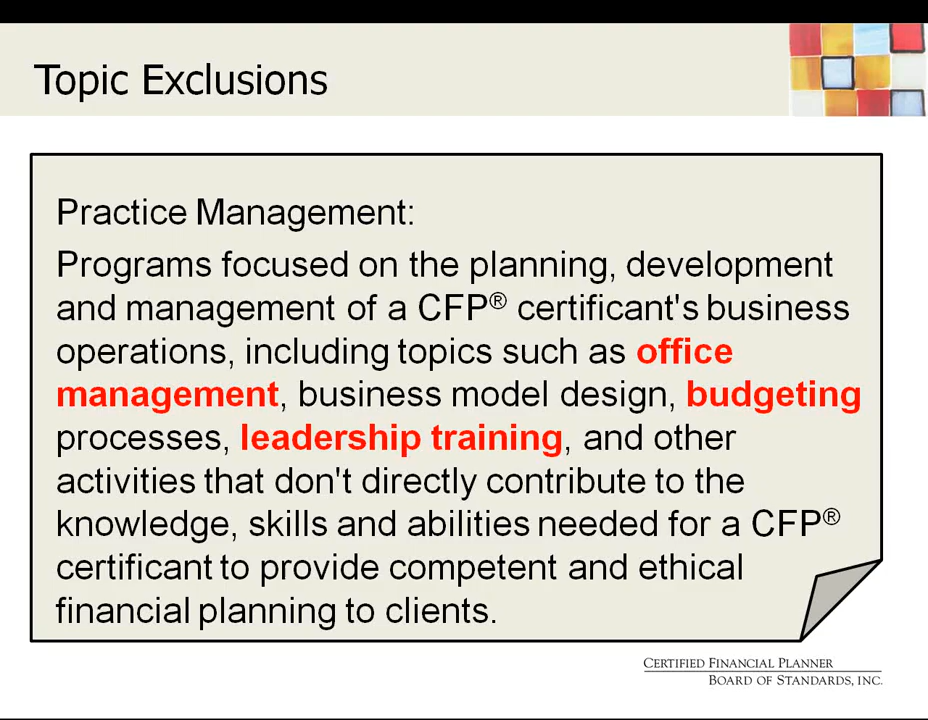 Topic Exclusions
Practice Management:
Programs focused on the planning, development
and management of a CFP® certificant's business
operations, including topics such as office
management, business model design, budgeting
processes, leadership training, and other
activities that don't directly contribute to the
knowledge, skills and abilities needed for a CFP®
certificant to provide competent and ethical
financial planning to clients.
CERTIFIED FINANCIAL PLANNER
BOARD OF STANDARDS, INC.